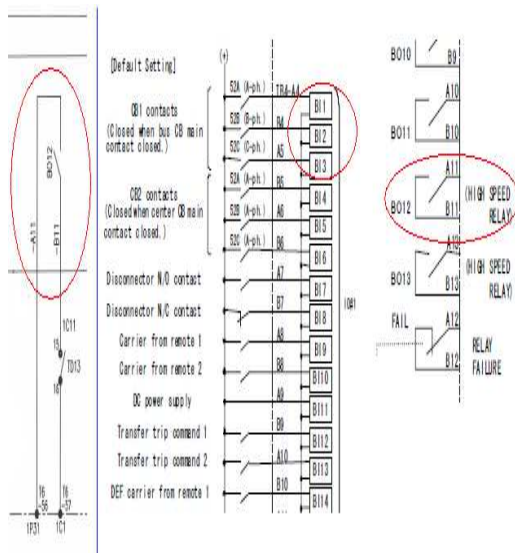 BO12
-A11
-B11
1C11
15
TD13
16
16
-56
16
-57
1P31
1C1
[Default Setting]
(+)
CB1 contacts
(Closed when bus CB main
contact closed.)
CB2 contacts
(Closed when center CB main
contact closed.)
Disconnector N/O contact
Disconnector N/C contact
Carrier from remote 1
Carrier from remote 2
DC power supply
Transfer trip command 1
Transfer trip command 2
DEF carrier from remote 1
52A (A-ph.)
TB4-A4
BI1
52B (B-ph.)
B4
BI2
52C (C-ph.)
A5
BI3
52A (A-ph.)
B5
BI4
52B (A-ph.)
A6
BI5
52C (A-ph.)
B6
BI6
A7
BI7
B7
BI8
A8
BI9
B8
BI10
A9
BI11
B9
BI12
A10
BI13
B10
BI14
BO10
B9
A10
BO11
B10
A11
BO12
B11
(HIGH SPEED
RELAY)
A13
BO13
B13
(HIGH SPEED
RELAY)
FAIL
A12
B12
RELAY
FAILURE